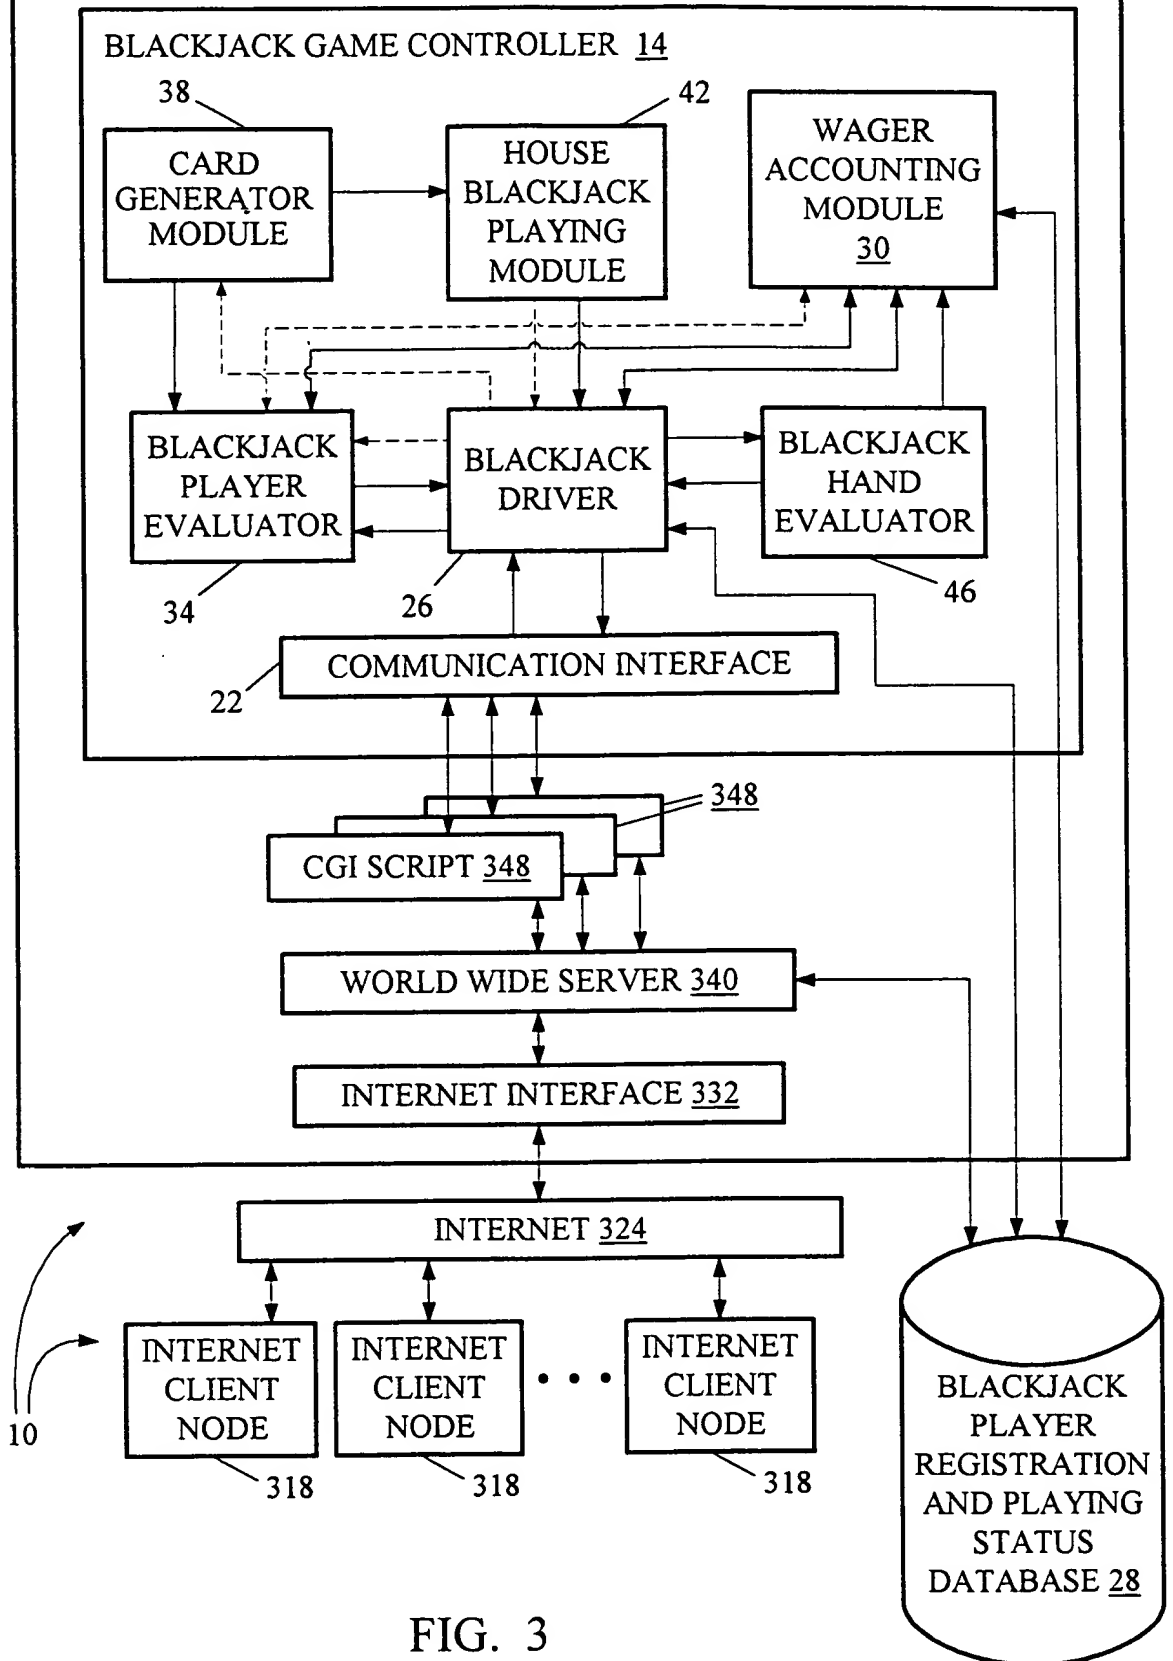 BLACKJACK GAME CONTROLLER 14
38
42
CARD
GENERATOR
MODULE
HOUSE
BLACKJACK
PLAYING
MODULE
WAGER
ACCOUNTING
MODULE
30
BLACKJACK
PLAYER
EVALUATOR
BLACKJACK
DRIVER
BLACKJACK
HAND
EVALUATOR
34
26
46
COMMUNICATION INTERFACE
22
348
CGI SCRIPT 348
WORLD WIDE SERVER 340
INTERNET INTERFACE 332
INTERNET 324
INTERNET
CLIENT
NODE
INTERNET
CLIENT
NODE
INTERNET
CLIENT
NODE
10
318
318
318
BLACKJACK
PLAYER
REGISTRATION
AND PLAYING
STATUS
DATABASE 28
FIG. 3